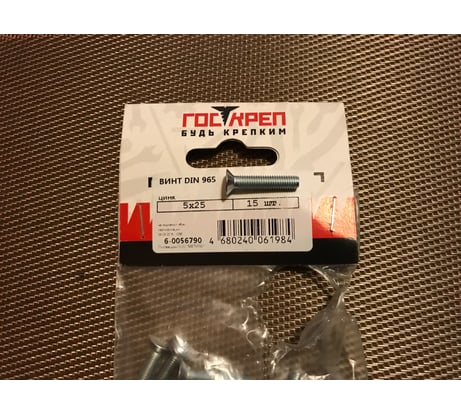 ГОСКРЕП
БУДЬ КРЕПКИМ
ВИНТ DIN 965
цинк
5x25 15 шт.
6-0056790
4 680240 061984